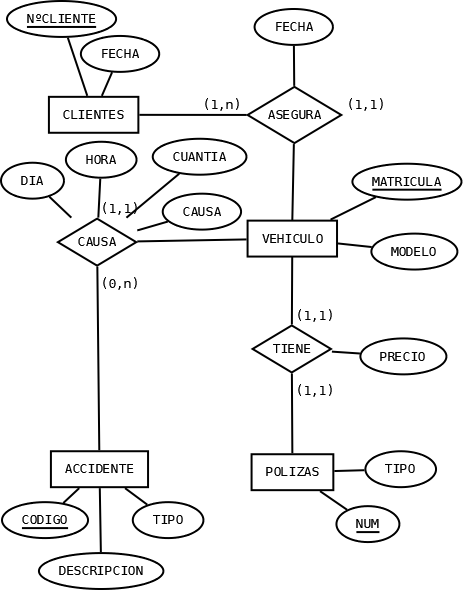 NºCLIENTE
FECHA
FECHA
(1,n)
(1,1)
CLIENTES
ASEGURA
HORA
CUANTIA
DIA
MATRICULA
(1,1)
CAUSA
CAUSA
VEHICULO
MODELO
(0,n)
(1,1)
TIENE
PRECIO
(1,1)
ACCIDENTE
POLIZAS
TIPO
CODIGO
TIPO
NUM
DESCRIPCION